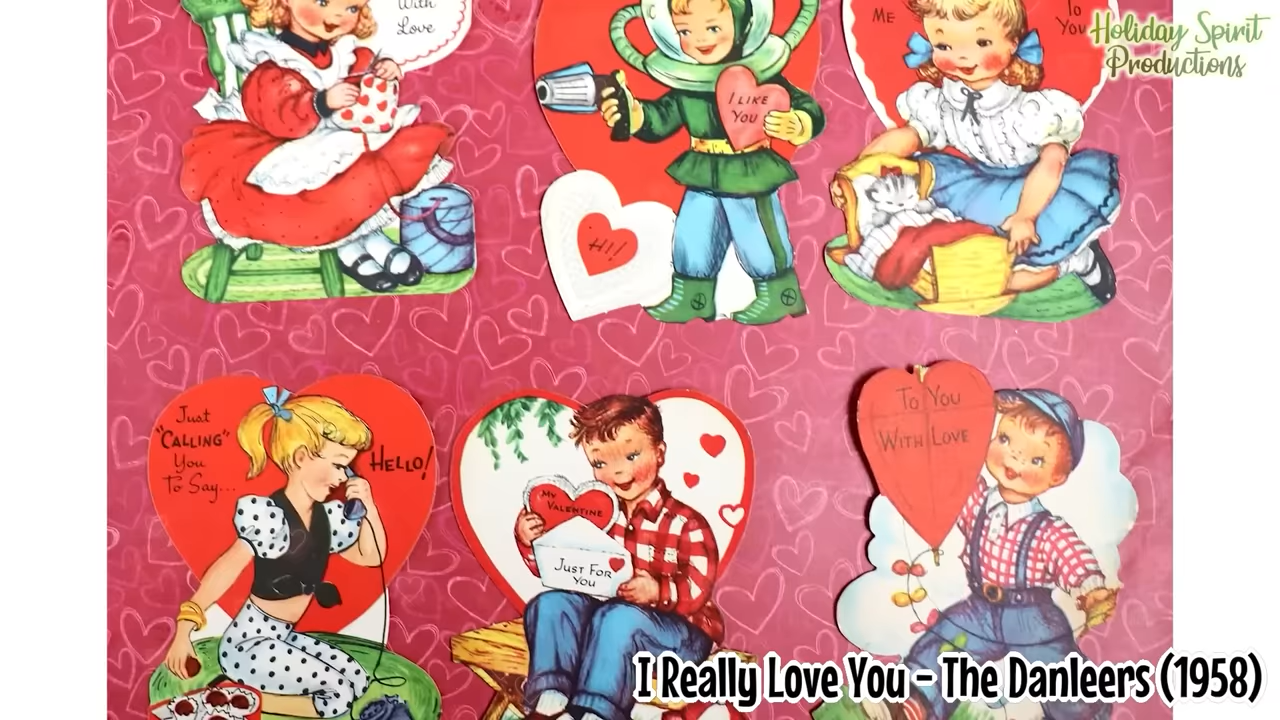 With
Love
I LIKE
YOU
HI!
ME
To
You
Holiday Spirit
Productions
Just
"CALLING"
You
To Say...
HELLO!
MY
VALENTINE
JUST FOR
YOU
To You
WITH LOVE
I Really Love You - The Danleers (1958)